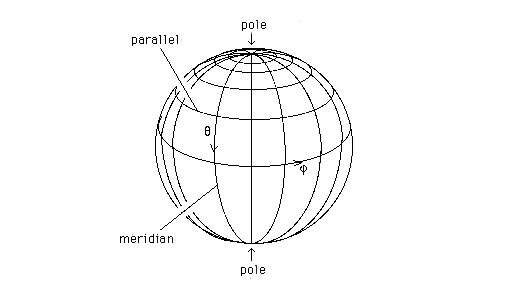 pole
parallel
θ
φ
meridian
pole